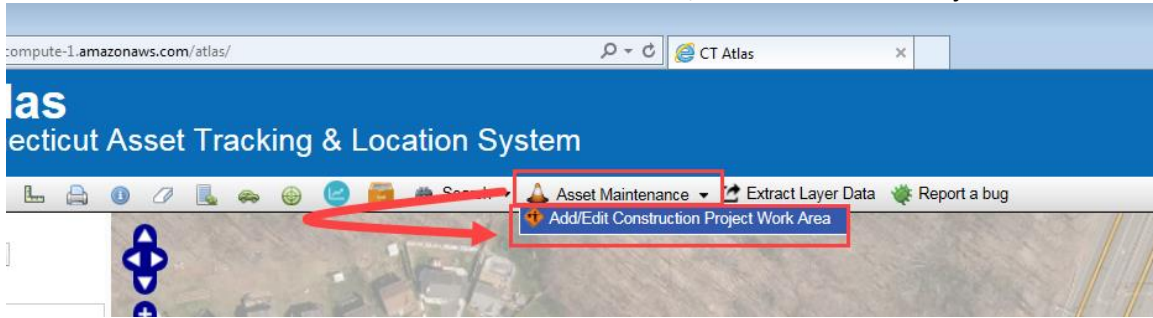 compute-1.amazonaws.com/atlas/
CT Atlas
las
ecticut Asset Tracking & Location System
Asset Maintenance
Extract Layer Data
Report a bug
Add/Edit Construction Project Work Area